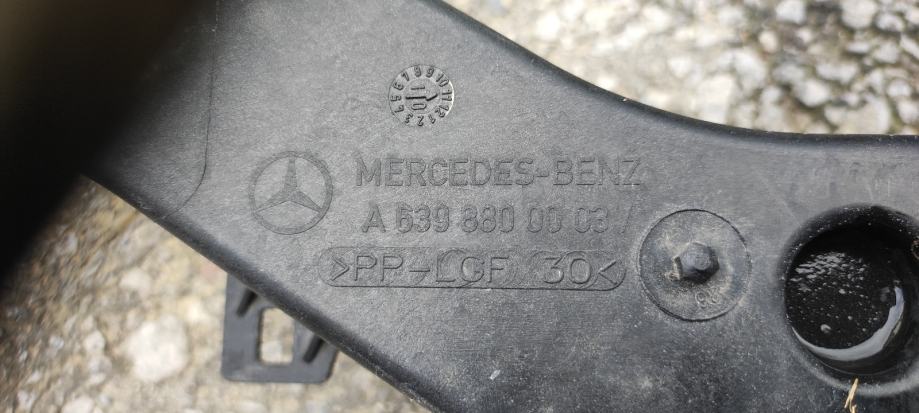 MERCEDES-BENZ
A 639 880 00 03
>PP-LGF 30<